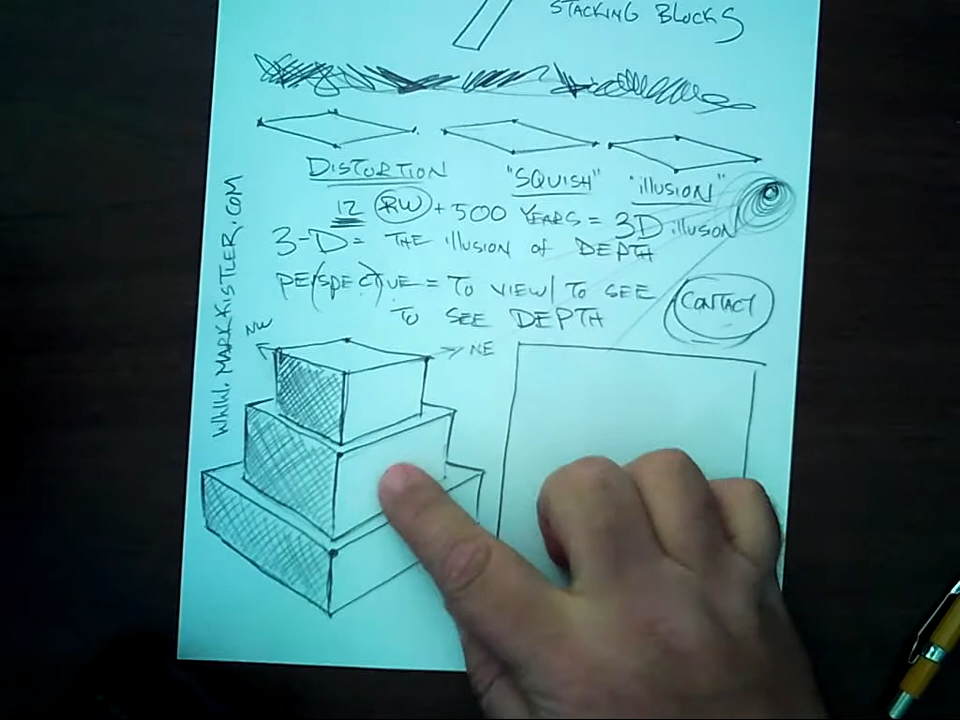 STACKING BLOCKS
DISTORTION "SQUISH" "illUSION"
12 RW + 500 YEARS = 3D illUSION
3-D = THE illUSION of DEPTH
PERSPECTIVE = TO VIEW/TO SEE
TO SEE DEPTH
CONTACT
NW
NE
WWW.MARKKISTLER.COM